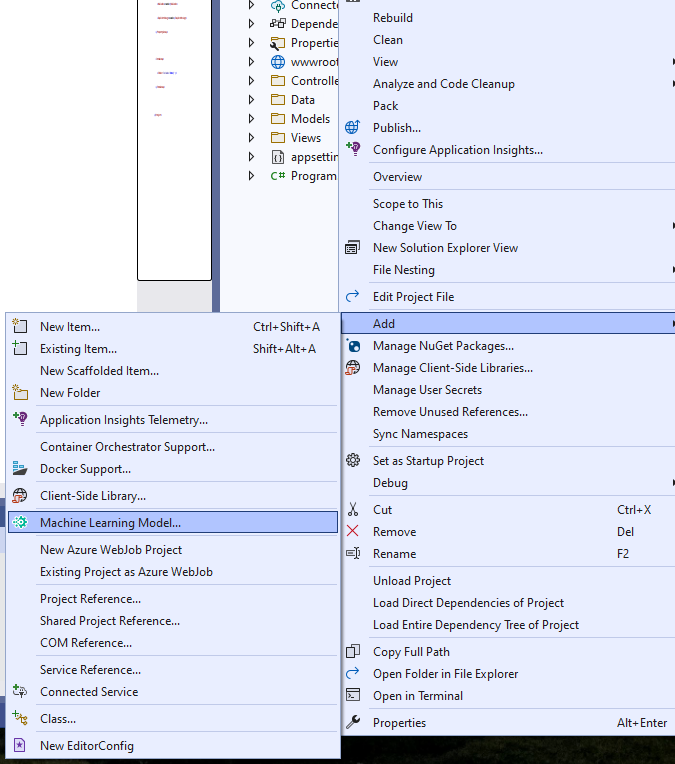 Connect
Depende
Propertie
wwwroot
Controlle
Data
Models
Views
appsettin
Program
Rebuild
Clean
View
Analyze and Code Cleanup
Pack
Publish...
Configure Application Insights...
Overview
Scope to This
Change View To
New Solution Explorer View
File Nesting
Edit Project File
Add
Manage NuGet Packages...
Manage Client-Side Libraries...
Manage User Secrets
Remove Unused References...
Sync Namespaces
Set as Startup Project
Debug
Cut Ctrl+X
Remove Del
Rename F2
Unload Project
Load Direct Dependencies of Project
Load Entire Dependency Tree of Project
Copy Full Path
Open Folder in File Explorer
Open in Terminal
Properties Alt+Enter
New Item... Ctrl+Shift+A
Existing Item... Shift+Alt+A
New Scaffolded Item...
New Folder
Application Insights Telemetry...
Container Orchestrator Support...
Docker Support...
Client-Side Library...
Machine Learning Model...
New Azure WebJob Project
Existing Project as Azure WebJob
Project Reference...
Shared Project Reference...
COM Reference...
Service Reference...
Connected Service
Class...
New EditorConfig